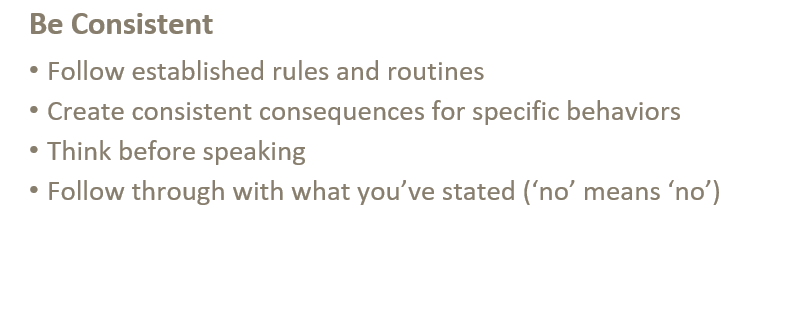 Be Consistent
• Follow established rules and routines
• Create consistent consequences for specific behaviors
• Think before speaking
• Follow through with what you’ve stated (‘no’ means ‘no’)